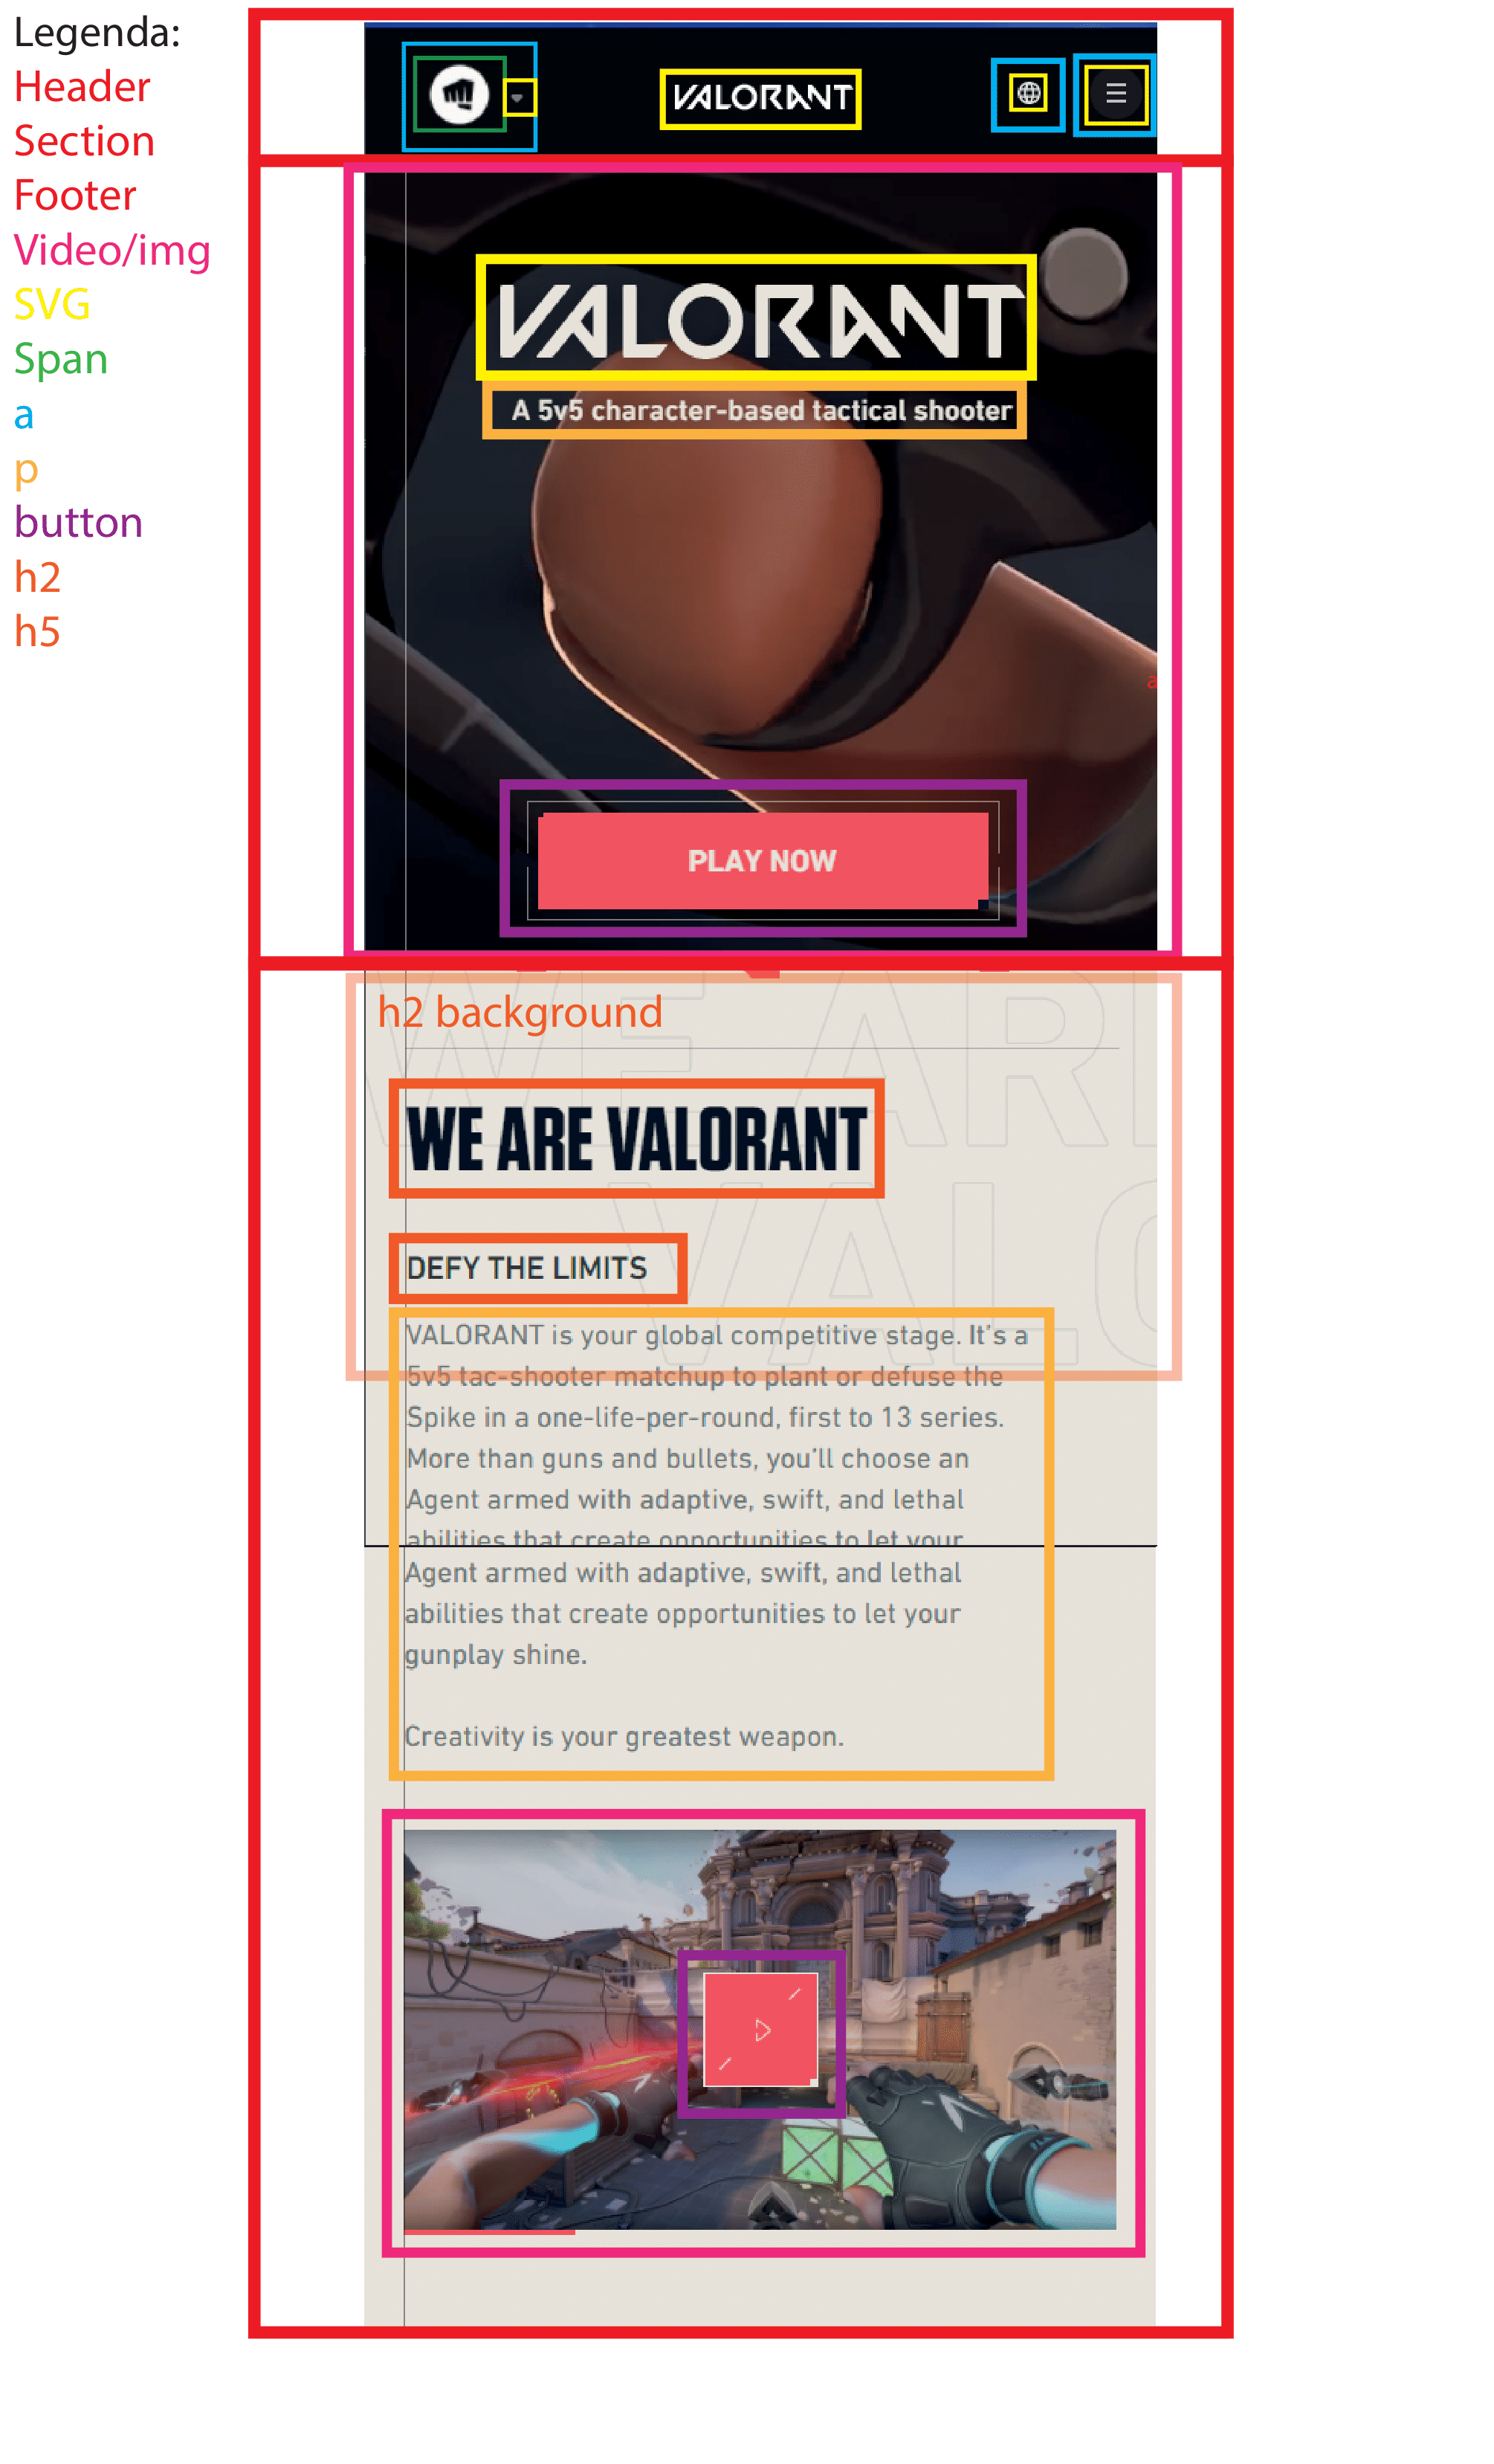 Legenda:
Header
Section
Footer
Video/img
SVG
Span
a
p
button
h2
h5
VALORANT
VALORANT
A 5v5 character-based tactical shooter
a
PLAY NOW
h2 background
WE ARE
VALO
WE ARE VALORANT
DEFY THE LIMITS
VALORANT is your global competitive stage. It's a
5v5 tac-shooter matchup to plant or defuse the
Spike in a one-life-per-round, first to 13 series.
More than guns and bullets, you'll choose an
Agent armed with adaptive, swift, and lethal
abilities that create opportunities to let your
Agent armed with adaptive, swift, and lethal
abilities that create opportunities to let your
gunplay shine.
Creativity is your greatest weapon.